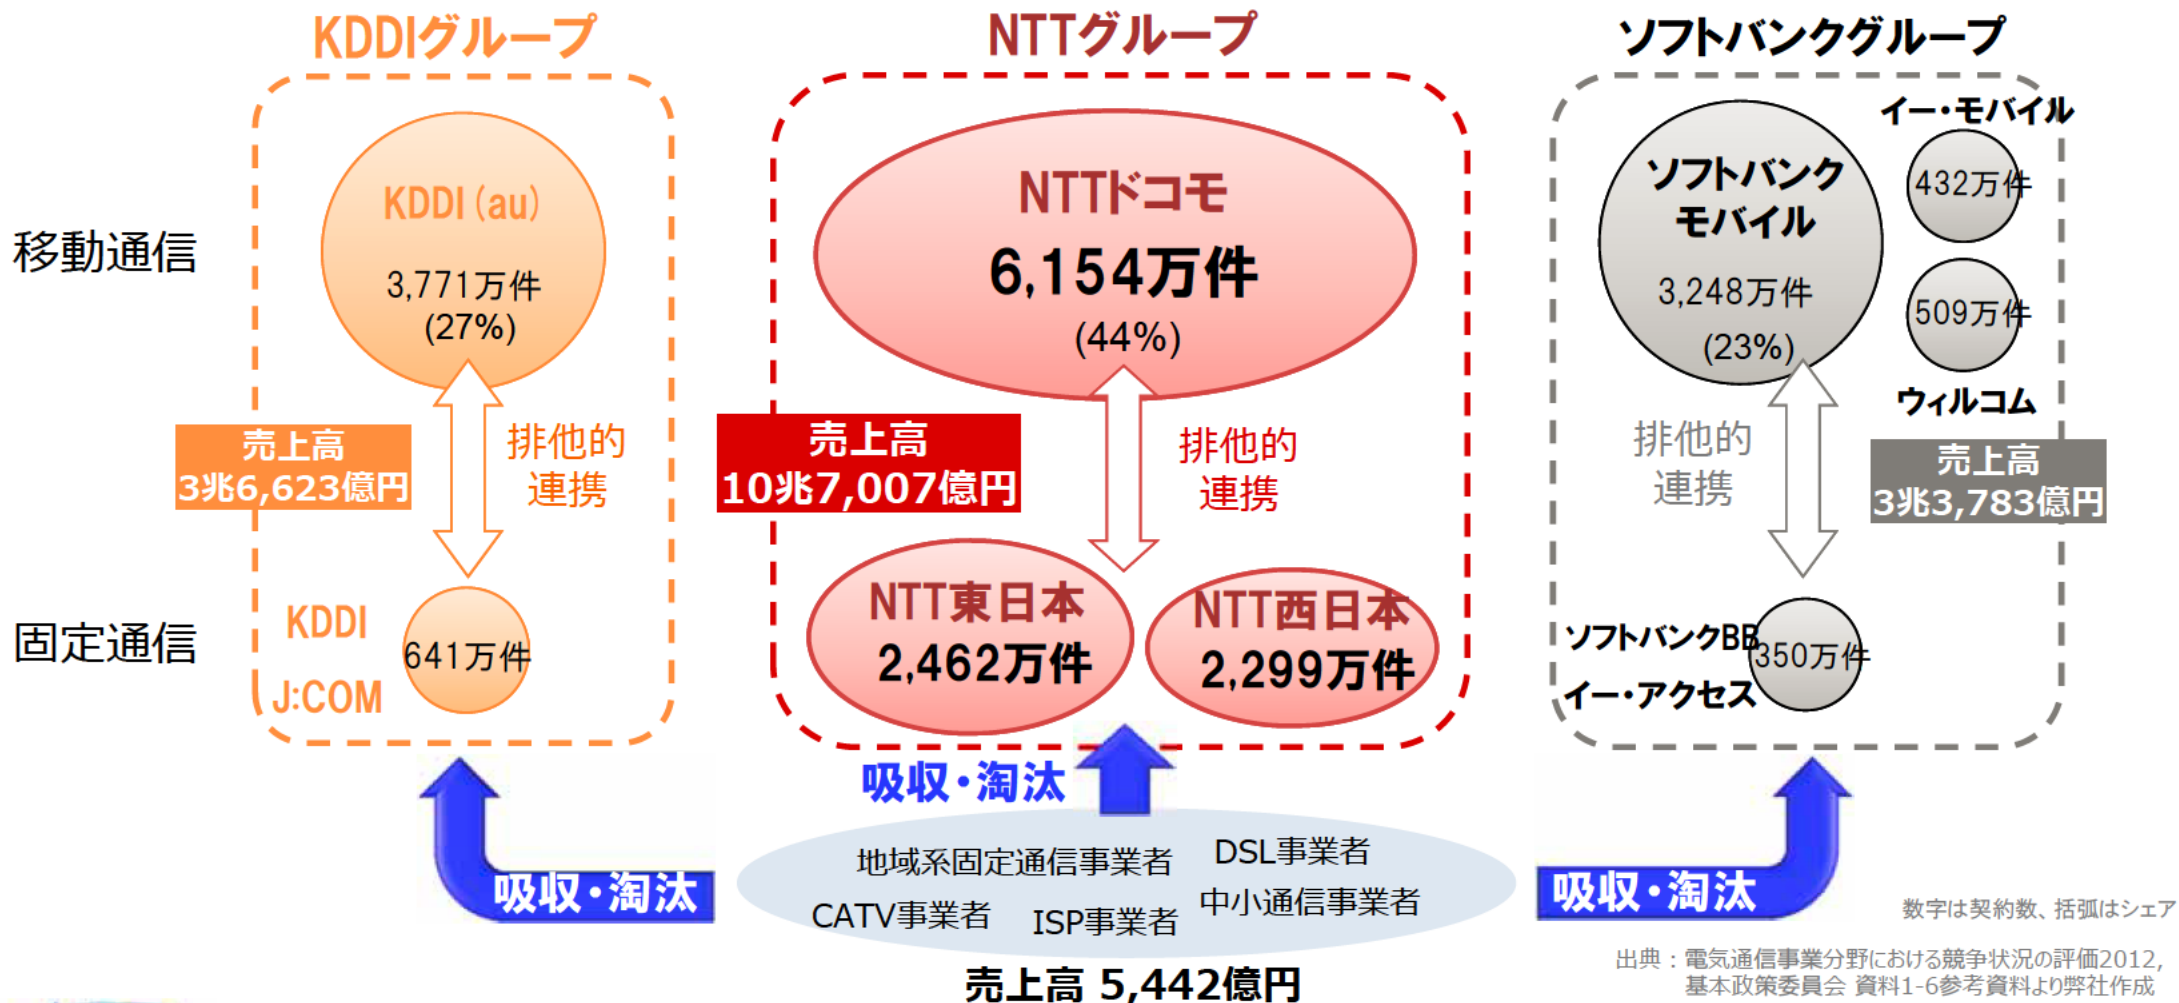 KDDIグループ
NTTグループ
ソフトバンクグループ
移動通信
KDDI(au)
3,771万件
(27%)
NTTドコモ
6,154万件
(44%)
ソフトバンク
モバイル
3,248万件
(23%)
イー・モバイル
432万件
509万件
ウィルコム
売上高
3兆6,623億円
排他的
連携
売上高
10兆7,007億円
排他的
連携
排他的
連携
売上高
3兆3,783億円
固定通信
KDDI
J:COM
641万件
NTT東日本
2,462万件
NTT西日本
2,299万件
ソフトバンクBB
イー・アクセス
350万件
吸収・淘汰
吸収・淘汰
吸収・淘汰
地域系固定通信事業者
DSL事業者
CATV事業者
ISP事業者
中小通信事業者
売上高 5,442億円
数字は契約数、括弧はシェア
出典：電気通信事業分野における競争状況の評価2012,
基本政策委員会 資料1-6参考資料より弊社作成